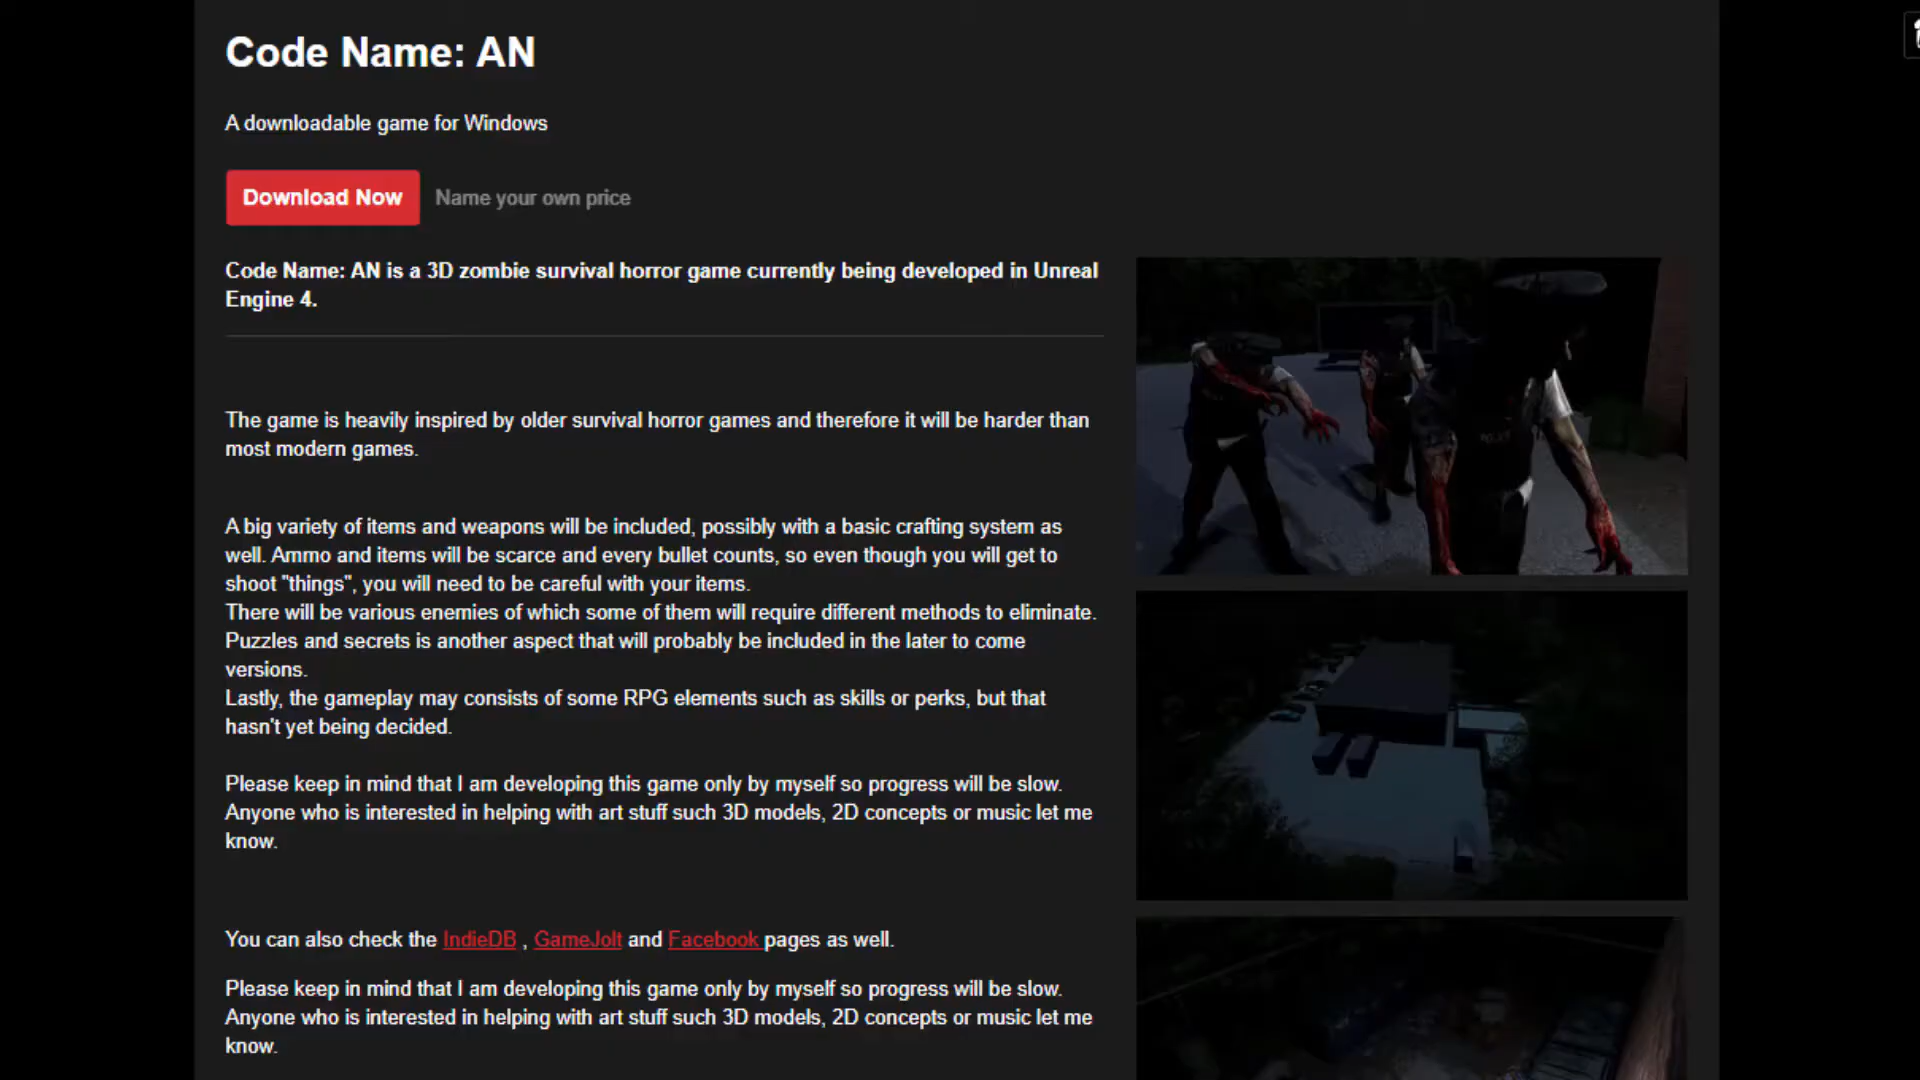 Code Name: AN
A downloadable game for Windows
Download Now Name your own price
Code Name: AN is a 3D zombie survival horror game currently being developed in Unreal
Engine 4.
The game is heavily inspired by older survival horror games and therefore it will be harder than
most modern games.
A big variety of items and weapons will be included, possibly with a basic crafting system as
well. Ammo and items will be scarce and every bullet counts, so even though you will get to
shoot "things", you will need to be careful with your items.
There will be various enemies of which some of them will require different methods to eliminate.
Puzzles and secrets is another aspect that will probably be included in the later to come
versions.
Lastly, the gameplay may consists of some RPG elements such as skills or perks, but that
hasn't yet being decided.
Please keep in mind that I am developing this game only by myself so progress will be slow.
Anyone who is interested in helping with art stuff such 3D models, 2D concepts or music let me
know.
You can also check the IndieDB , GameJolt and Facebook pages as well.
Please keep in mind that I am developing this game only by myself so progress will be slow.
Anyone who is interested in helping with art stuff such 3D models, 2D concepts or music let me
know.